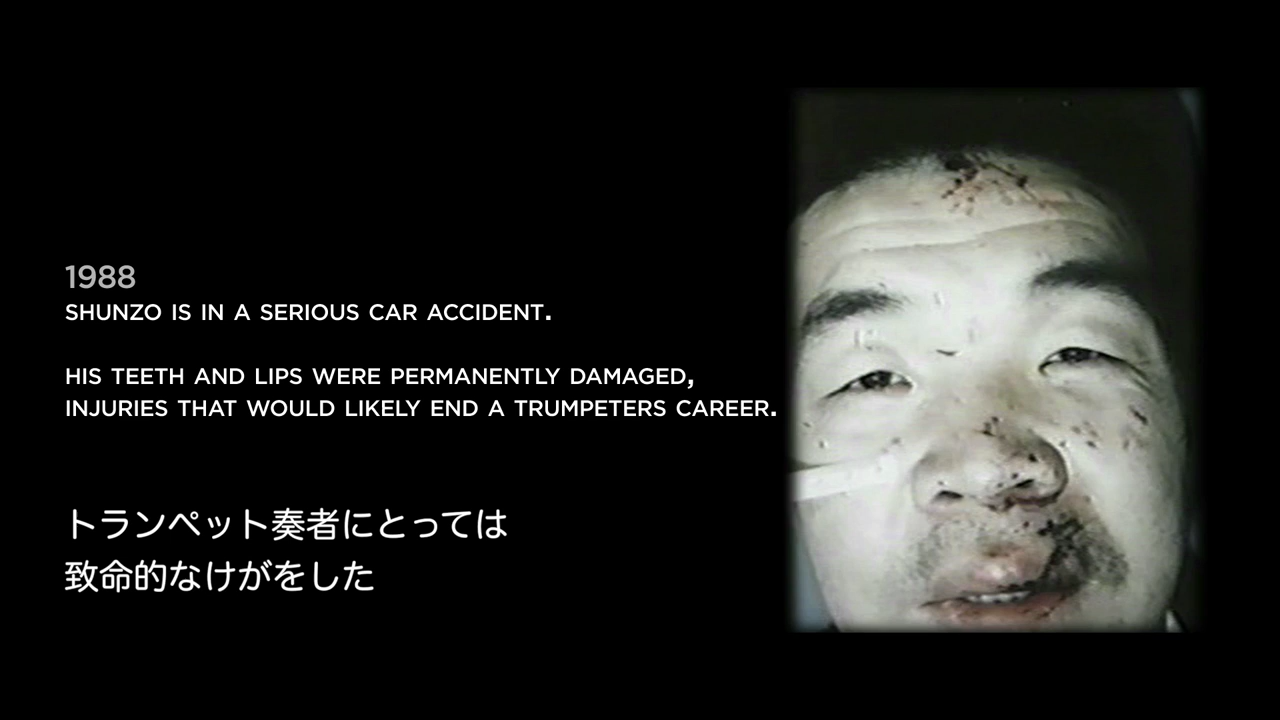 1988
SHUNZO IS IN A SERIOUS CAR ACCIDENT.
HIS TEETH AND LIPS WERE PERMANENTLY DAMAGED,
INJURIES THAT WOULD LIKELY END A TRUMPETERS CAREER.
トランペット奏者にとっては
致命的なけがをした